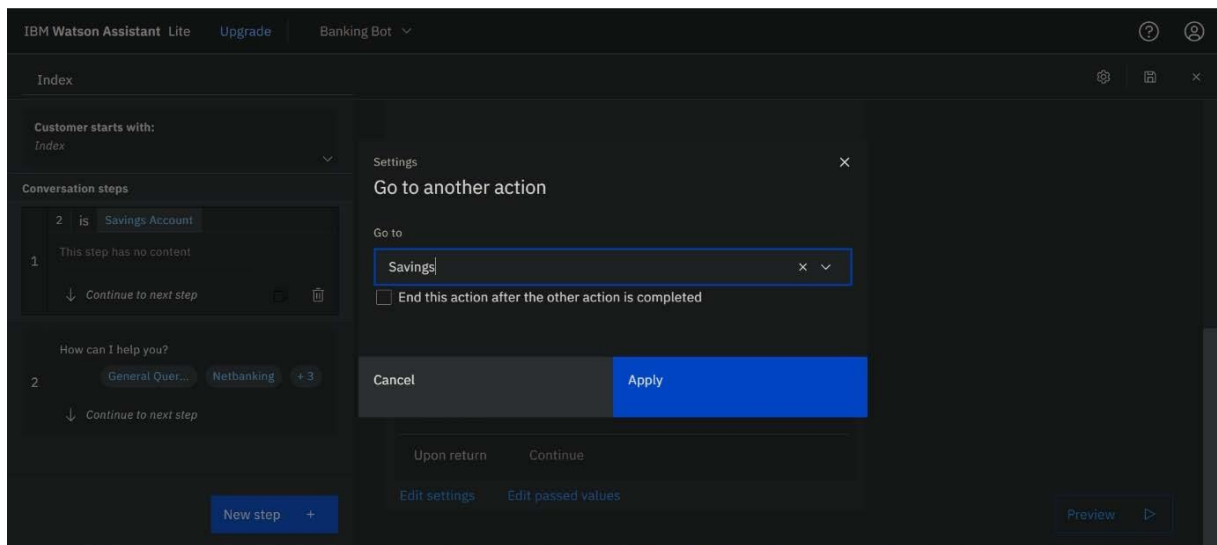 IBM Watson Assistant Lite Upgrade Banking Bot
Index
Customer starts with:
Index
Conversation steps
2 is Savings Account
1
This step has no content
Continue to next step
How can I help you?
2
General Quer... Netbanking + 3
Continue to next step
New step +
Settings
Go to another action
Go to
Savings
End this action after the other action is completed
Cancel Apply
Upon return Continue
Edit settings Edit passed values
Preview